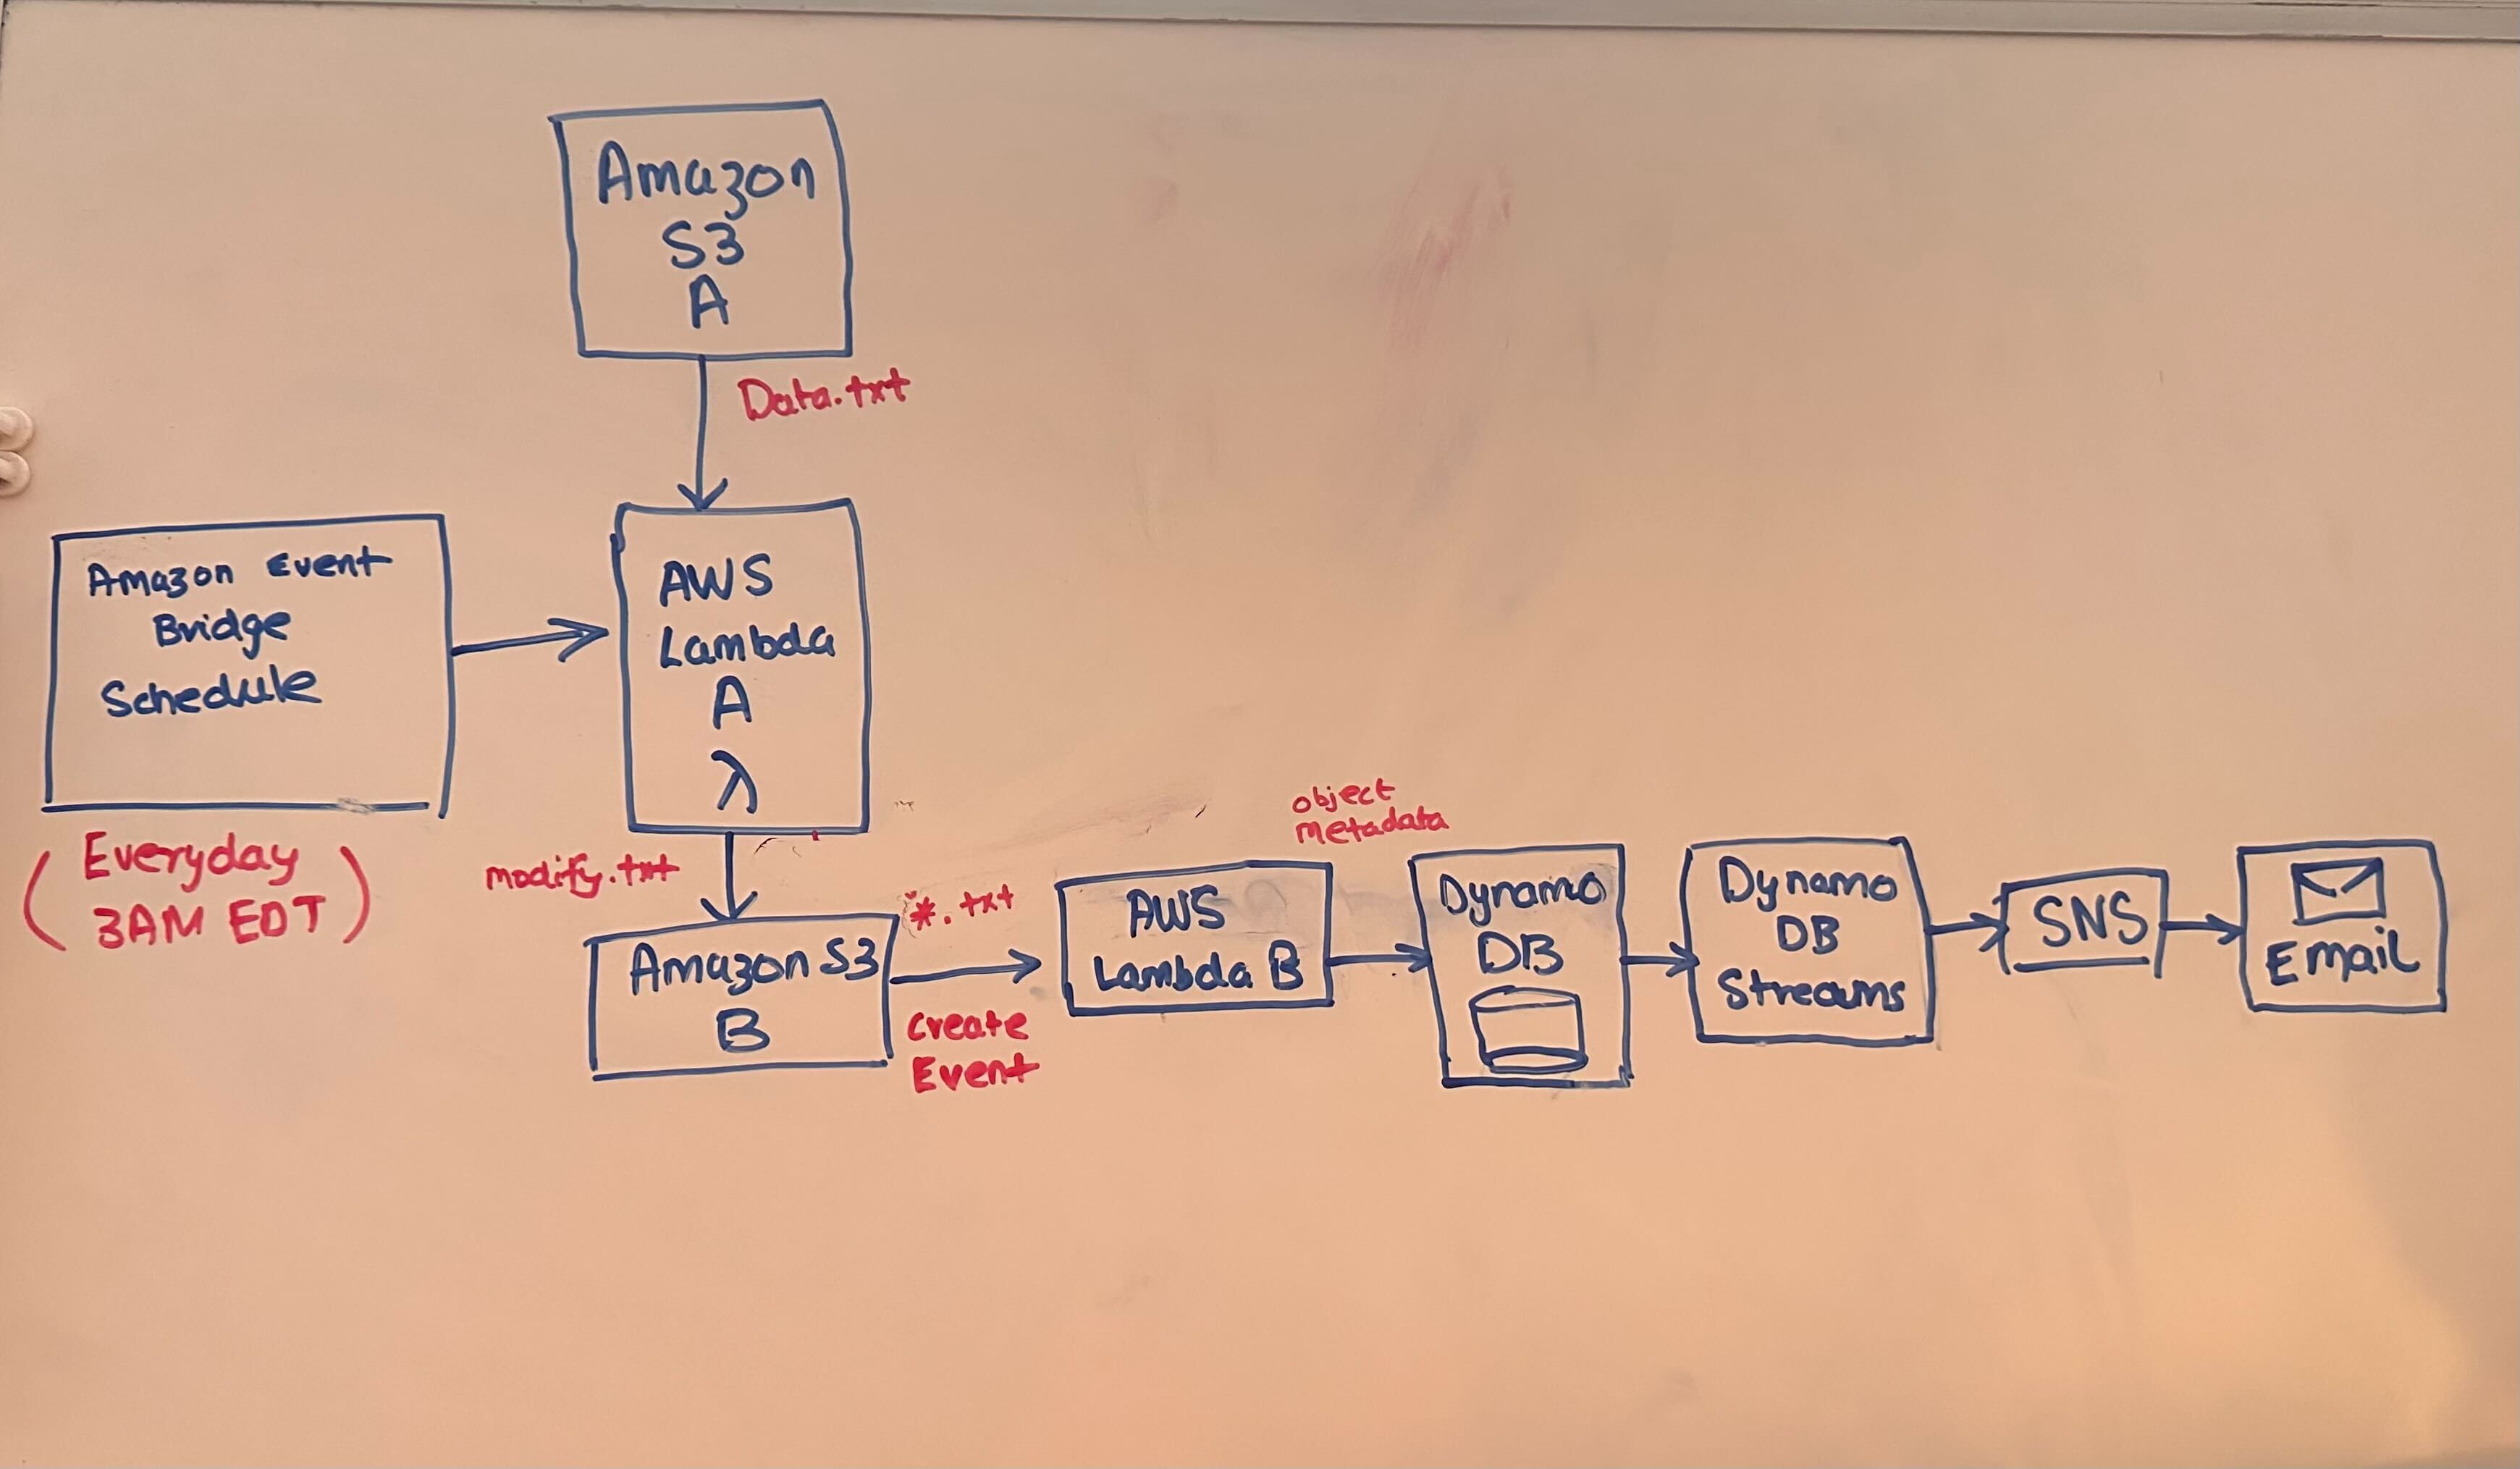 Amazon
S3
A
Data.txt
Amazon Event
Bridge
Schedule
(Everyday
3AM EDT)
AWS
Lambda
A
λ
modify.txt
Amazon S3
B
*.txt
Create
Event
AWS
Lambda B
object
metadata
Dynamo
DB
Dynamo
DB
Streams
SNS
Email